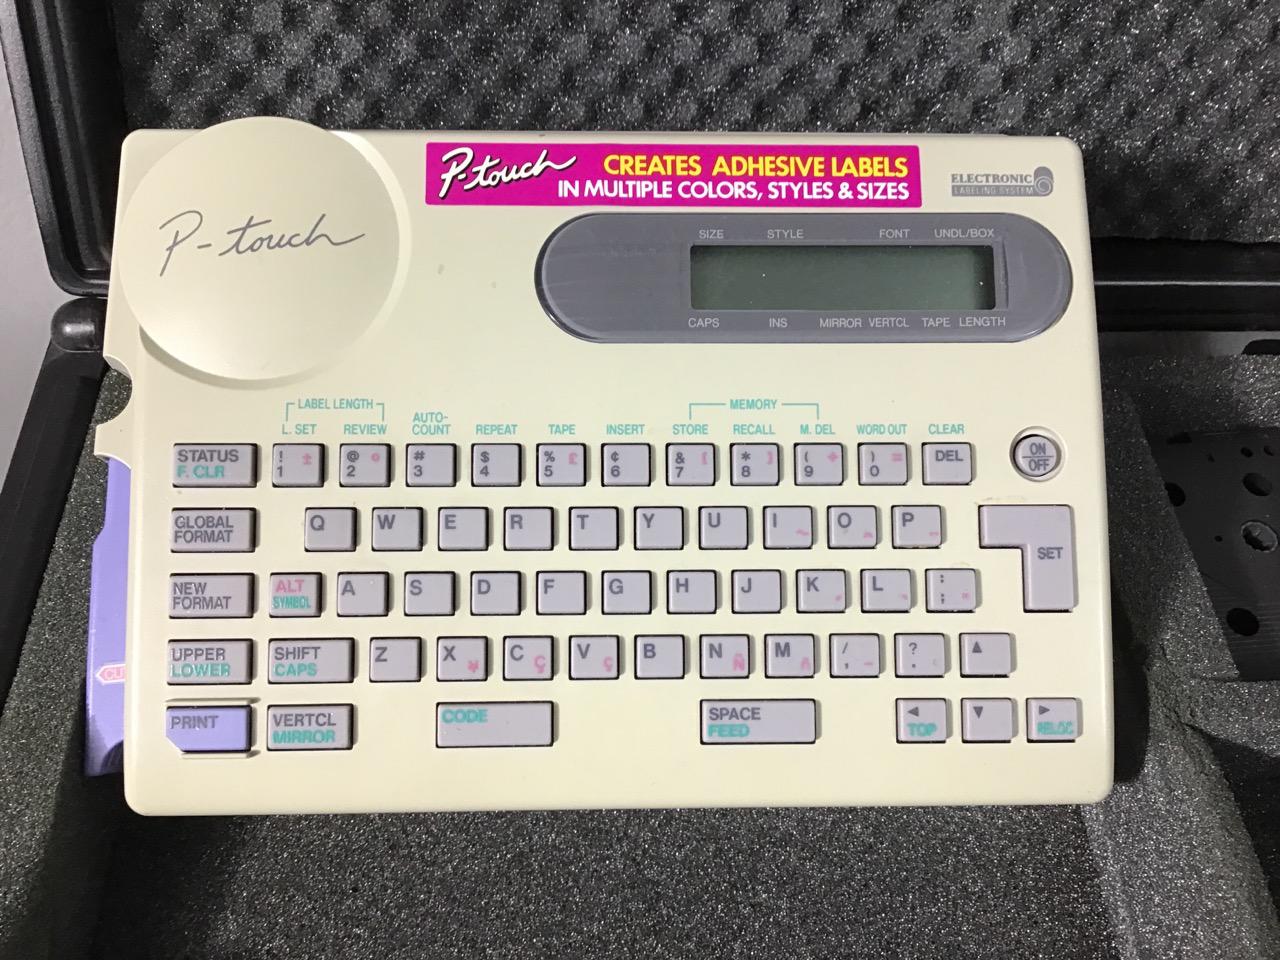 P-touch
P-touch CREATES ADHESIVE LABELS
IN MULTIPLE COLORS, STYLES & SIZES
ELECTRONIC
LABELING SYSTEM
SIZE STYLE FONT UNDL/BOX
CAPS INS MIRROR VERTCL TAPE LENGTH
LABEL LENGTH MEMORY
L. SET REVIEW AUTO-COUNT REPEAT TAPE INSERT STORE RECALL M. DEL WORD OUT CLEAR
STATUS ! ± @ # $ % £ ¢ & [ * ] ( + ) = DEL ON
F. CLR 1 2 3 4 5 6 7 8 9 0 OFF
GLOBAL FORMAT Q W E R T Y U I O P SET
NEW FORMAT ALT SYMBOL A S D F G H J K L : ;
UPPER LOWER SHIFT CAPS Z X C Ç V ç B N Ñ M ñ / , ? . ▲
PRINT VERTCL MIRROR CODE SPACE FEED ◄ TOP ▼ ► RELOC
CU